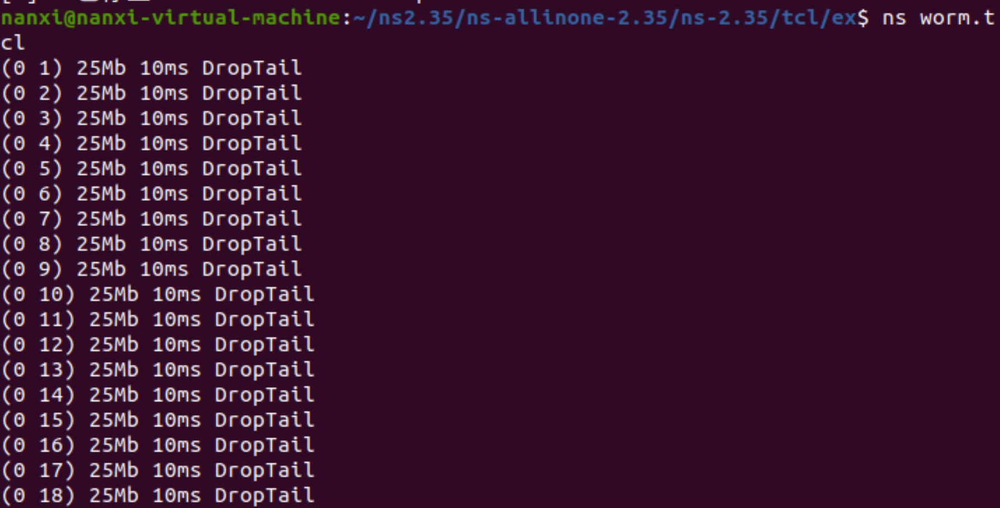 nanxi@nanxi-virtual-machine:~/ns2.35/ns-allinone-2.35/ns-2.35/tcl/ex$ ns worm.t
cl
(0 1) 25Mb 10ms DropTail
(0 2) 25Mb 10ms DropTail
(0 3) 25Mb 10ms DropTail
(0 4) 25Mb 10ms DropTail
(0 5) 25Mb 10ms DropTail
(0 6) 25Mb 10ms DropTail
(0 7) 25Mb 10ms DropTail
(0 8) 25Mb 10ms DropTail
(0 9) 25Mb 10ms DropTail
(0 10) 25Mb 10ms DropTail
(0 11) 25Mb 10ms DropTail
(0 12) 25Mb 10ms DropTail
(0 13) 25Mb 10ms DropTail
(0 14) 25Mb 10ms DropTail
(0 15) 25Mb 10ms DropTail
(0 16) 25Mb 10ms DropTail
(0 17) 25Mb 10ms DropTail
(0 18) 25Mb 10ms DropTail